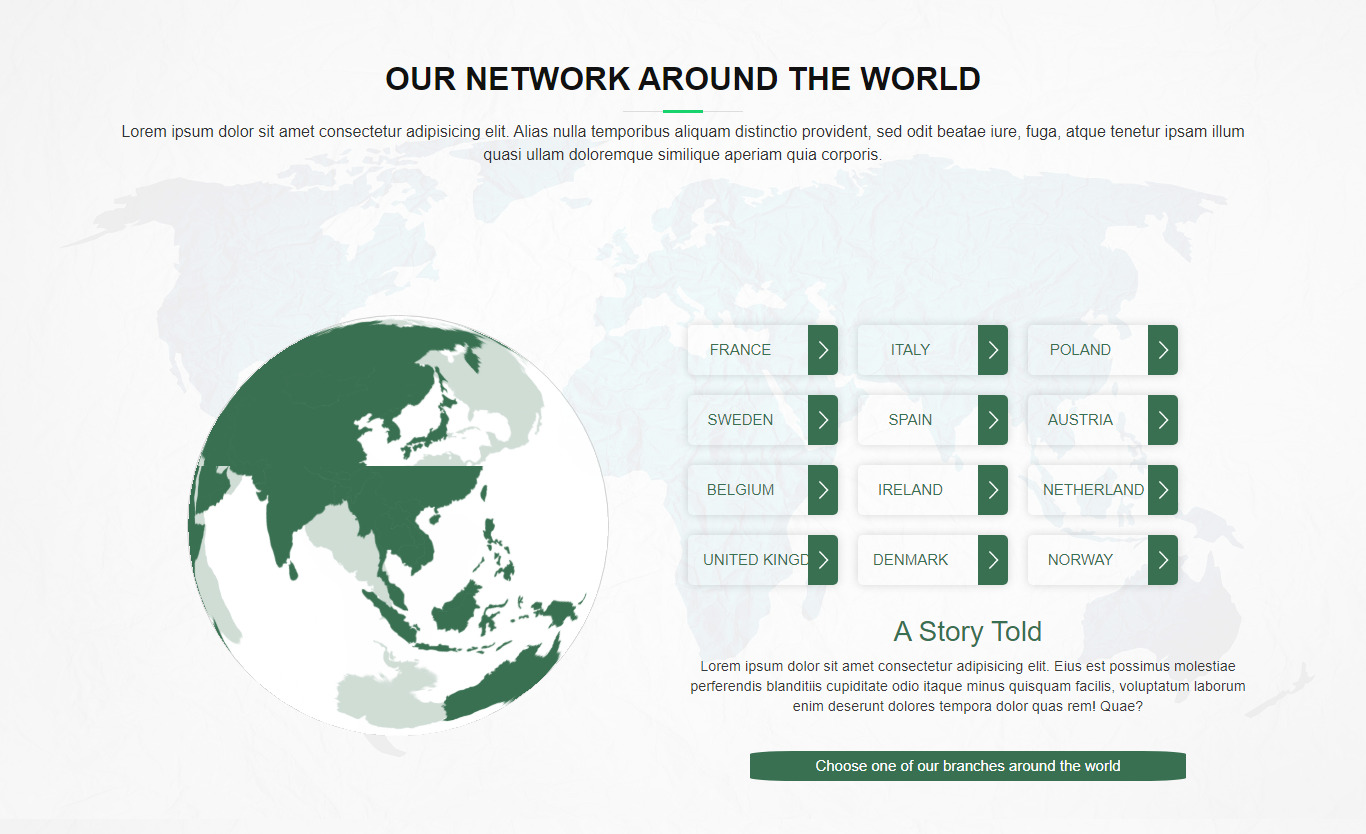 OUR NETWORK AROUND THE WORLD
Lorem ipsum dolor sit amet consectetur adipisicing elit. Alias nulla temporibus aliquam distinctio provident, sed odit beatae iure, fuga, atque tenetur ipsam illum
quasi ullam doloremque similique aperiam quia corporis.
FRANCE
ITALY
POLAND
SWEDEN
SPAIN
AUSTRIA
BELGIUM
IRELAND
NETHERLAND
UNITED KINGD
DENMARK
NORWAY
A Story Told
Lorem ipsum dolor sit amet consectetur adipisicing elit. Eius est possimus molestiae
perferendis blanditiis cupiditate odio itaque minus quisquam facilis, voluptatum laborum
enim deserunt dolores tempora dolor quas rem! Quae?
Choose one of our branches around the world